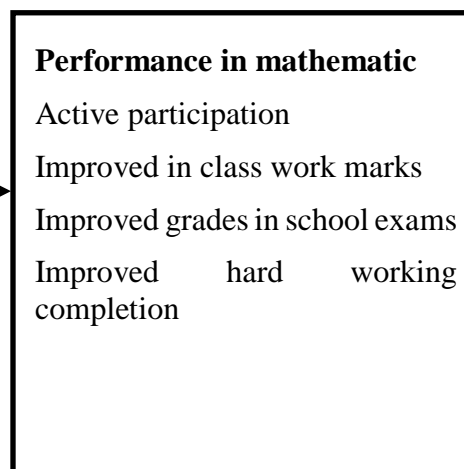 Performance in mathematic
Active participation
Improved in class work marks
Improved grades in school exams
Improved hard working
completion